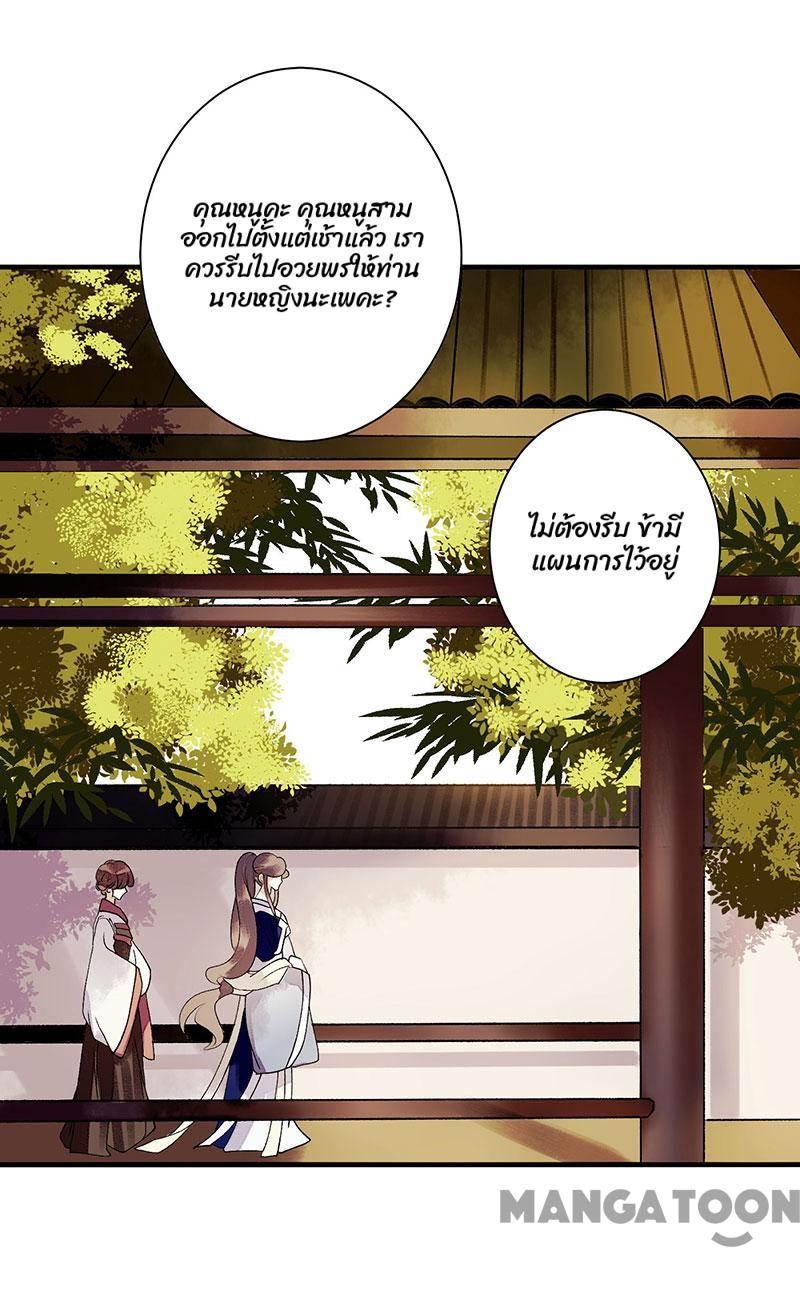 คุณหนูคะ คุณหนูสาม
ออกไปตั้งแต่เช้าแล้ว เรา
ควรรีบไปอวยพรให้ท่าน
นายหญิงนะเพคะ?
ไม่ต้องรีบ ข้ามี
แผนการไว้อยู่
MANGATOON